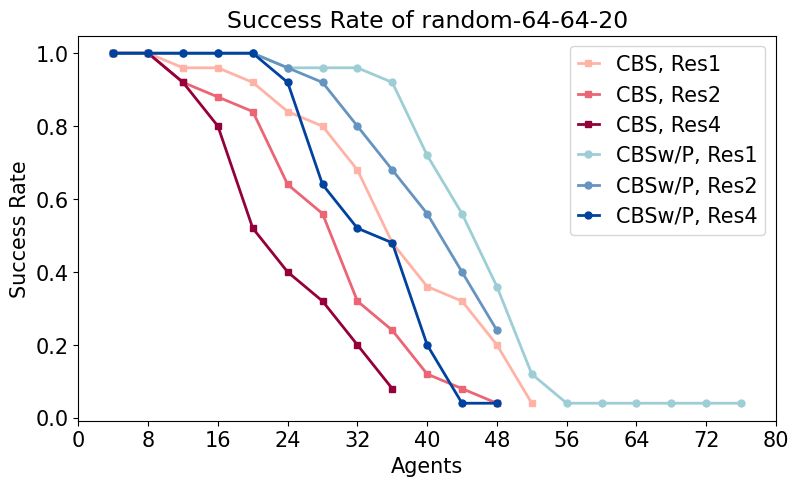 Success Rate of random-64-64-20
1.0
0.8
0.6
0.4
0.2
0.0
Success Rate
CBS, Res1
CBS, Res2
CBS, Res4
CBSw/P, Res1
CBSw/P, Res2
CBSw/P, Res4
0 8 16 24 32 40 48 56 64 72 80
Agents